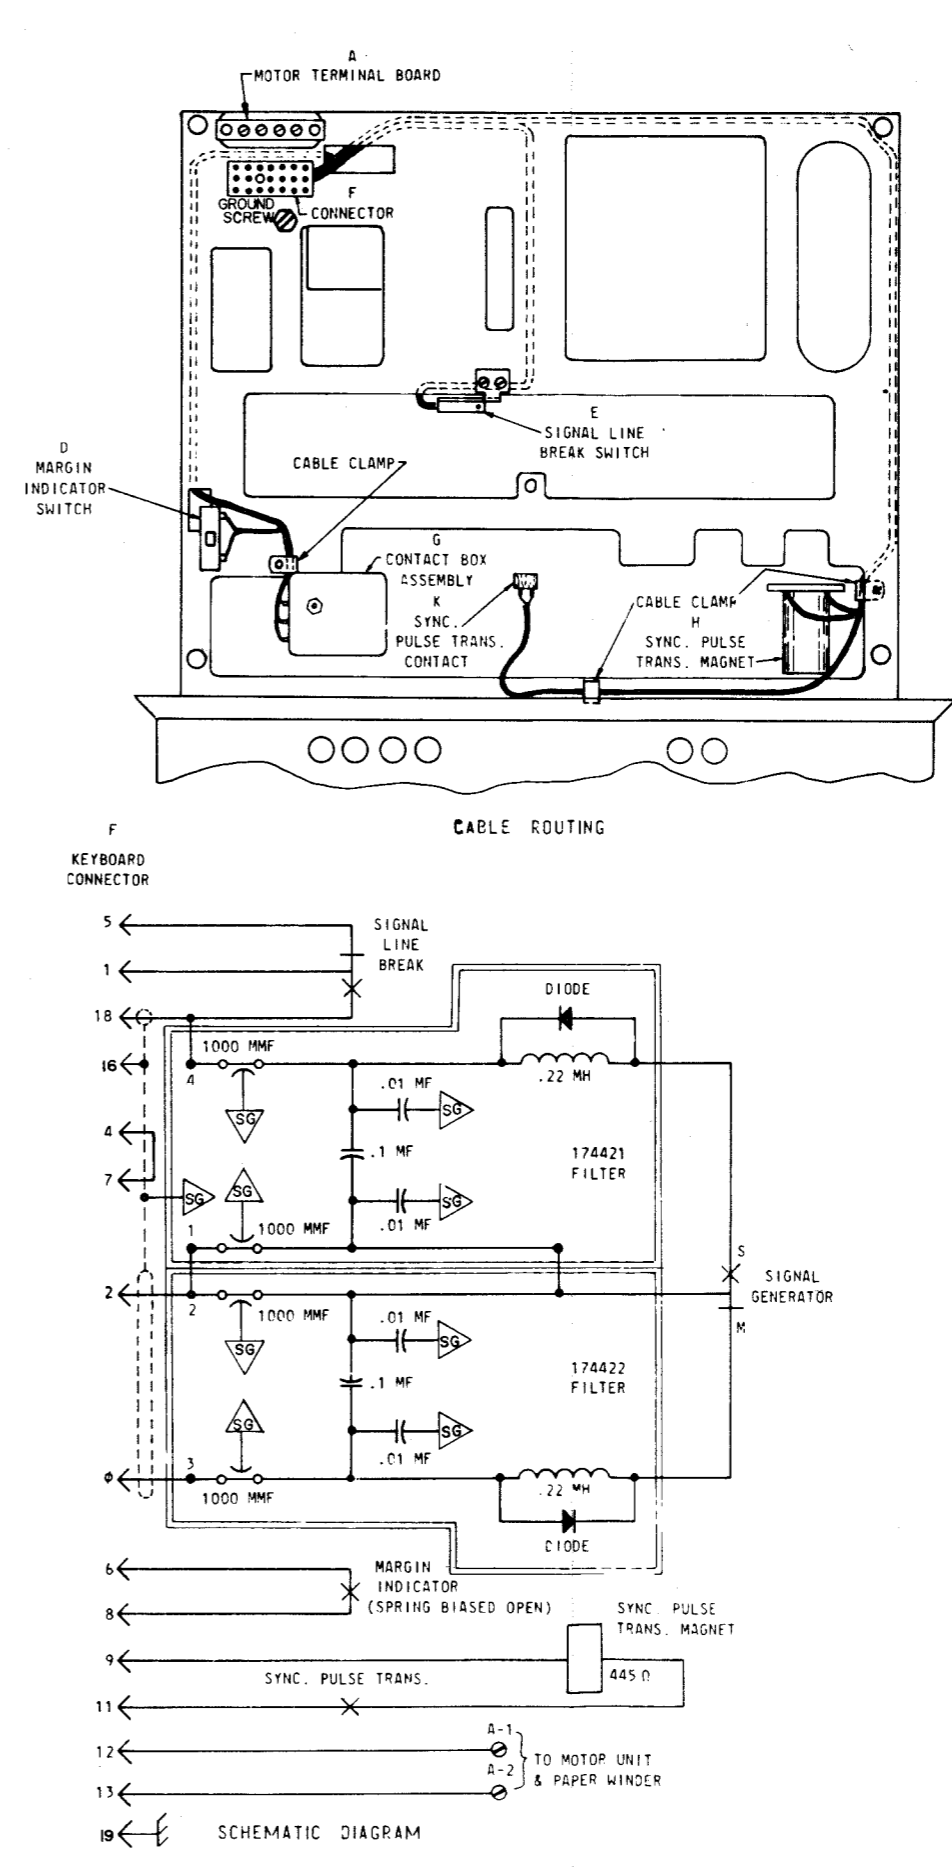 A
MOTOR TERMINAL BOARD
GROUND
SCREW
F
CONNECTOR
E
SIGNAL LINE
BREAK SWITCH
D
MARGIN
INDICATOR
SWITCH
CABLE CLAMP
G
CONTACT BOX
ASSEMBLY
K
SYNC.
PULSE TRANS.
CONTACT
CABLE CLAMP
H
SYNC. PULSE
TRANS. MAGNET
CABLE ROUTING
F
KEYBOARD
CONNECTOR
5
SIGNAL
LINE
BREAK
1
18
DIODE
1000 MMF
16
4
.22 MH
.01 MF
SG
SG
4
.1 MF
174421
FILTER
7
SG
SG
SG
.01 MF
1
1000 MMF
S
SIGNAL
GENERATOR
M
2
2
1000 MMF
.01 MF
SG
SG
.1 MF
174422
FILTER
SG
SG
.01 MF
3
Ø
1000 MMF
.22 MH
DIODE
6
MARGIN
INDICATOR
(SPRING BIASED OPEN)
8
SYNC. PULSE
TRANS. MAGNET
9
445 Ω
SYNC. PULSE TRANS.
11
A-1
12
A-2
TO MOTOR UNIT
& PAPER WINDER
13
19
SCHEMATIC DIAGRAM